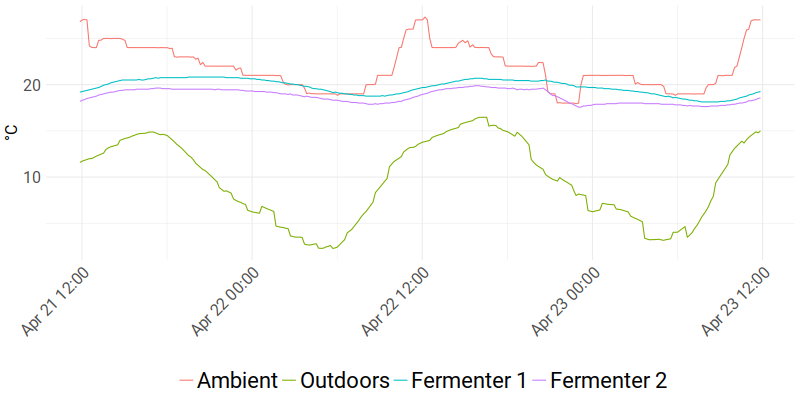 °C
20
10
Apr 21 12:00
Apr 22 00:00
Apr 22 12:00
Apr 23 00:00
Apr 23 12:00
Ambient Outdoors Fermenter 1 Fermenter 2